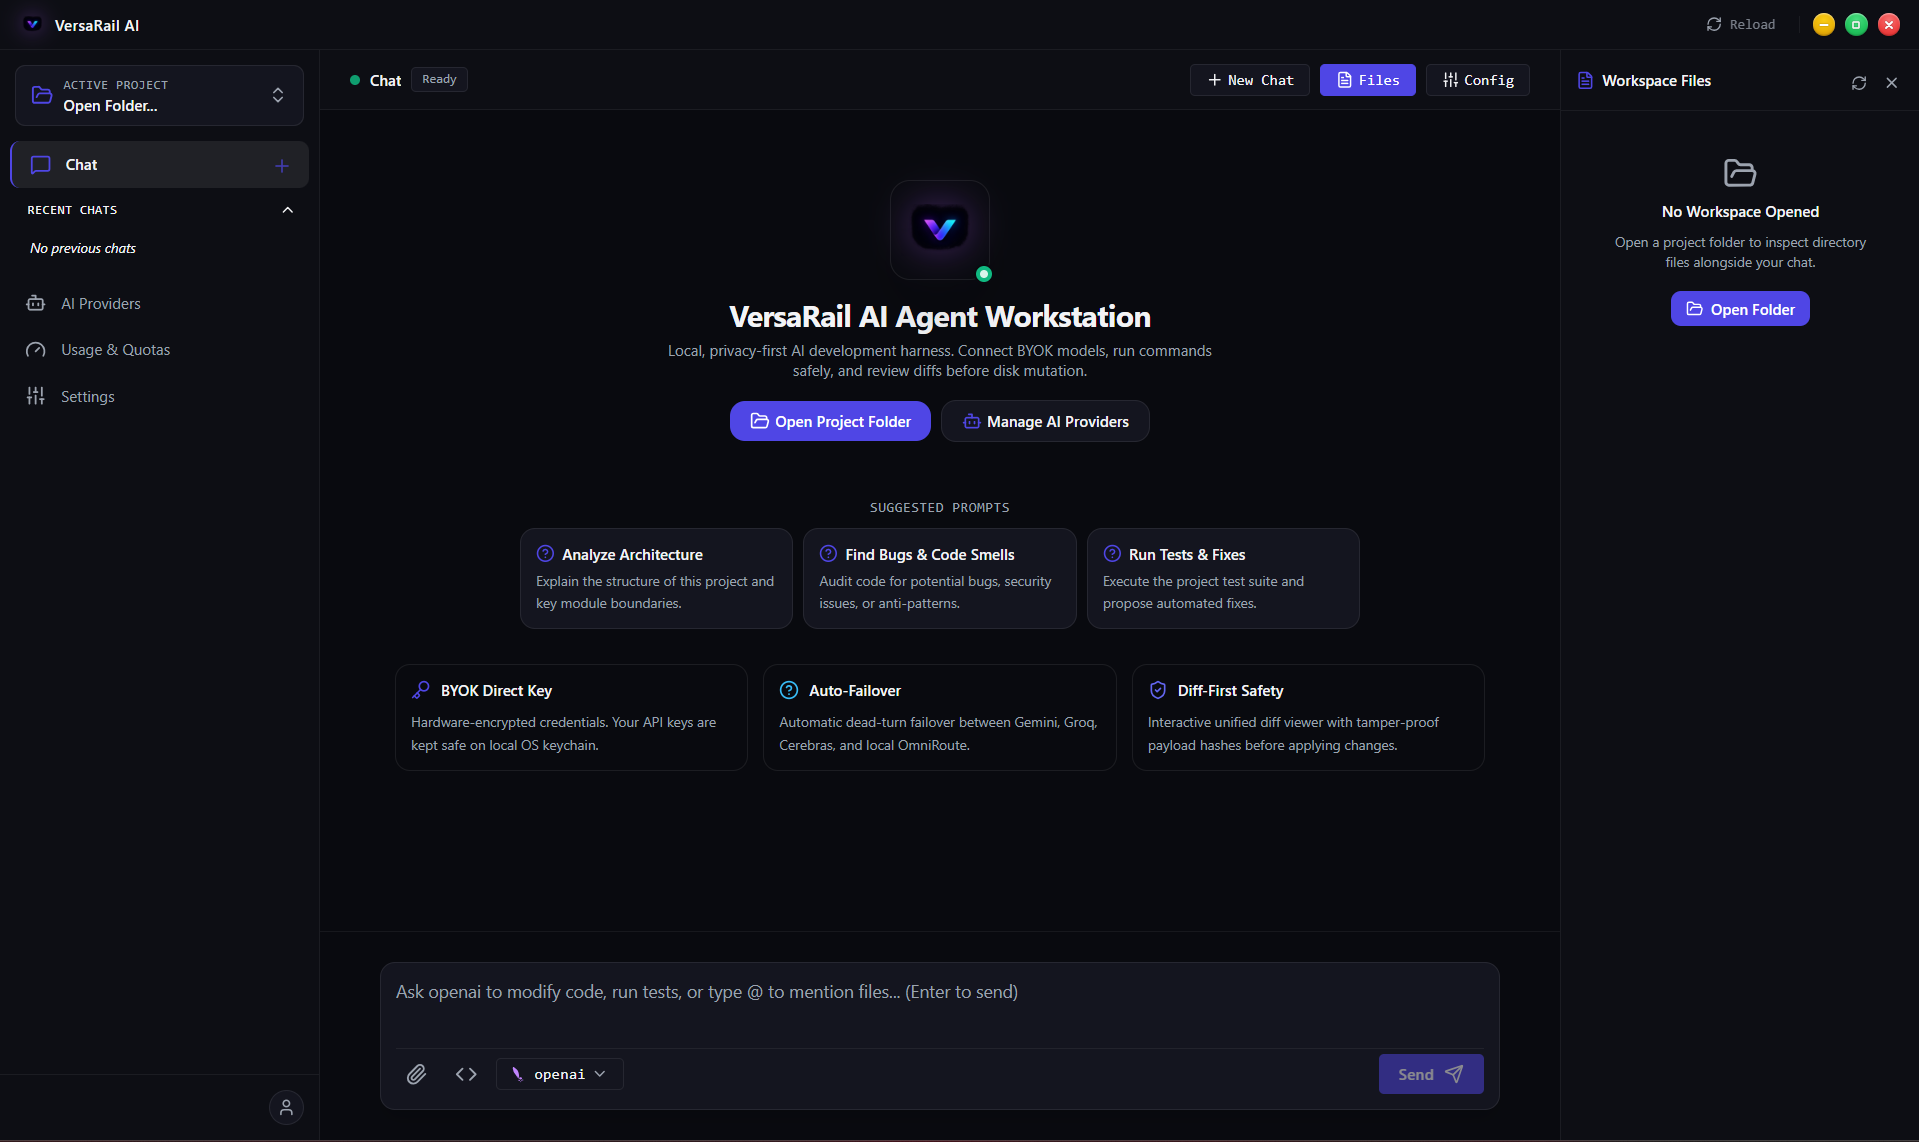 VersaRail AI
Reload
ACTIVE PROJECT
Open Folder...
Chat
RECENT CHATS
No previous chats
AI Providers
Usage & Quotas
Settings
Chat
Ready
New Chat
Files
Config
VersaRail AI Agent Workstation
Local, privacy-first AI development harness. Connect BYOK models, run commands
safely, and review diffs before disk mutation.
Open Project Folder
Manage AI Providers
SUGGESTED PROMPTS
Analyze Architecture
Explain the structure of this project and
key module boundaries.
Find Bugs & Code Smells
Audit code for potential bugs, security
issues, or anti-patterns.
Run Tests & Fixes
Execute the project test suite and
propose automated fixes.
BYOK Direct Key
Hardware-encrypted credentials. Your API keys are
kept safe on local OS keychain.
Auto-Failover
Automatic dead-turn failover between Gemini, Groq,
Cerebras, and local OmniRoute.
Diff-First Safety
Interactive unified diff viewer with tamper-proof
payload hashes before applying changes.
Ask openai to modify code, run tests, or type @ to mention files... (Enter to send)
openai
Send
Workspace Files
No Workspace Opened
Open a project folder to inspect directory
files alongside your chat.
Open Folder